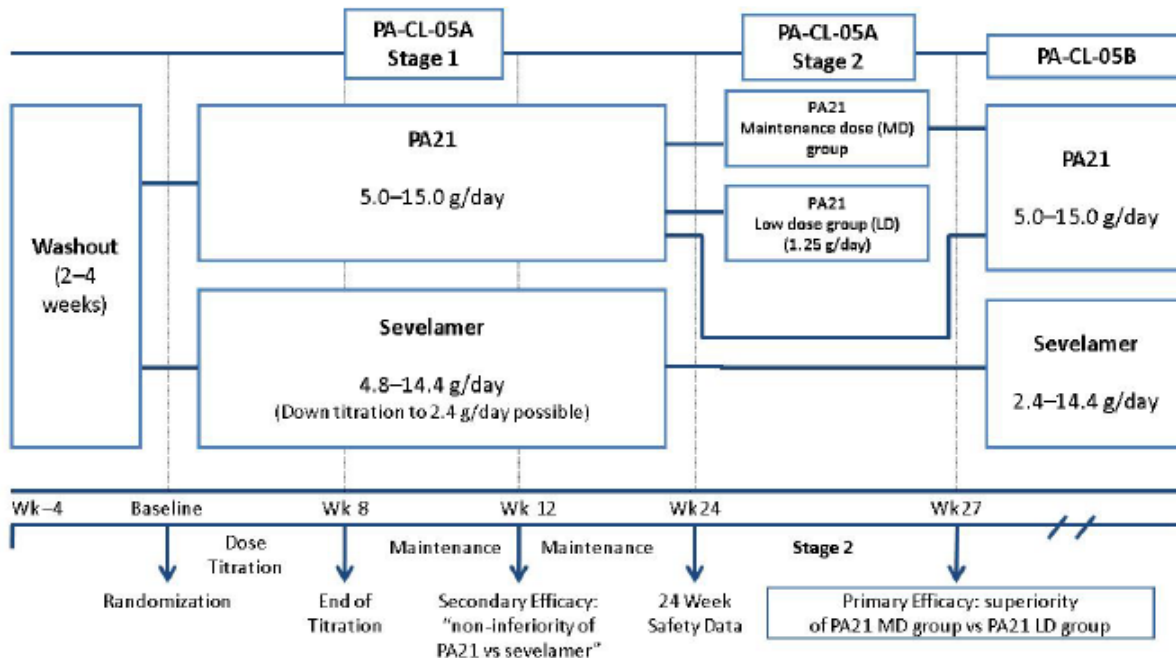 PA-CL-05A
Stage 1
PA-CL-05A
Stage 2
PA-CL-05B
Washout
(2–4
weeks)
PA21
5.0–15.0 g/day
Sevelamer
4.8–14.4 g/day
(Down titration to 2.4 g/day possible)
PA21
Maintenance dose (MD)
group
PA21
Low dose group (LD)
(1.25 g/day)
PA21
5.0–15.0 g/day
Sevelamer
2.4–14.4 g/day
Wk –4
Baseline
Wk 8
Wk 12
Wk 24
Wk 27
Dose
Titration
Maintenance
Maintenance
Stage 2
Randomization
End of
Titration
Secondary Efficacy:
"non-inferiority of
PA21 vs sevelamer"
24 Week
Safety Data
Primary Efficacy: superiority
of PA21 MD group vs PA21 LD group